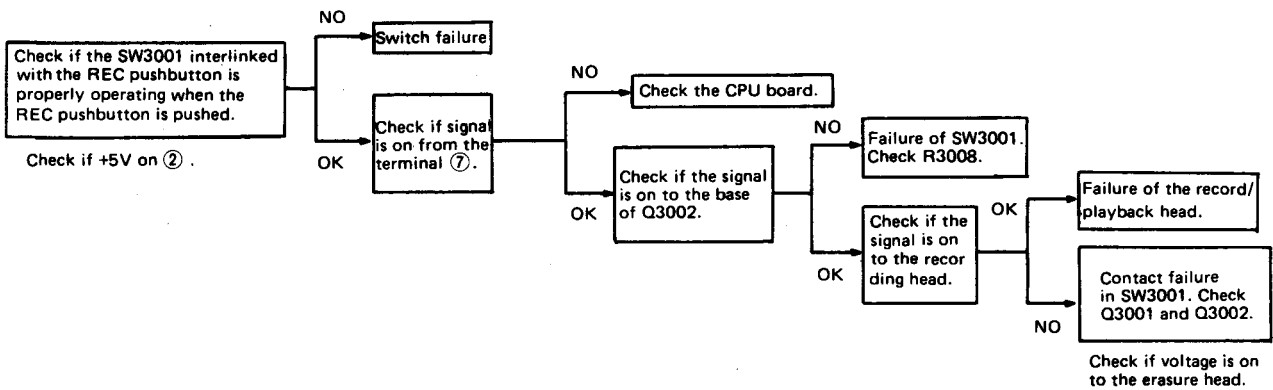 Check if the SW3001 interlinked
with the REC pushbutton is
properly operating when the
REC pushbutton is pushed.
Check if +5V on ② .
NO
Switch failure
OK
Check if signal
is on from the
terminal ⑦.
NO
Check the CPU board.
OK
Check if the signal
is on to the base
of Q3002.
NO
Failure of SW3001.
Check R3008.
OK
Check if the
signal is on
to the recor
ding head.
OK
Failure of the record/
playback head.
NO
Contact failure
in SW3001. Check
Q3001 and Q3002.
Check if voltage is on
to the erasure head.